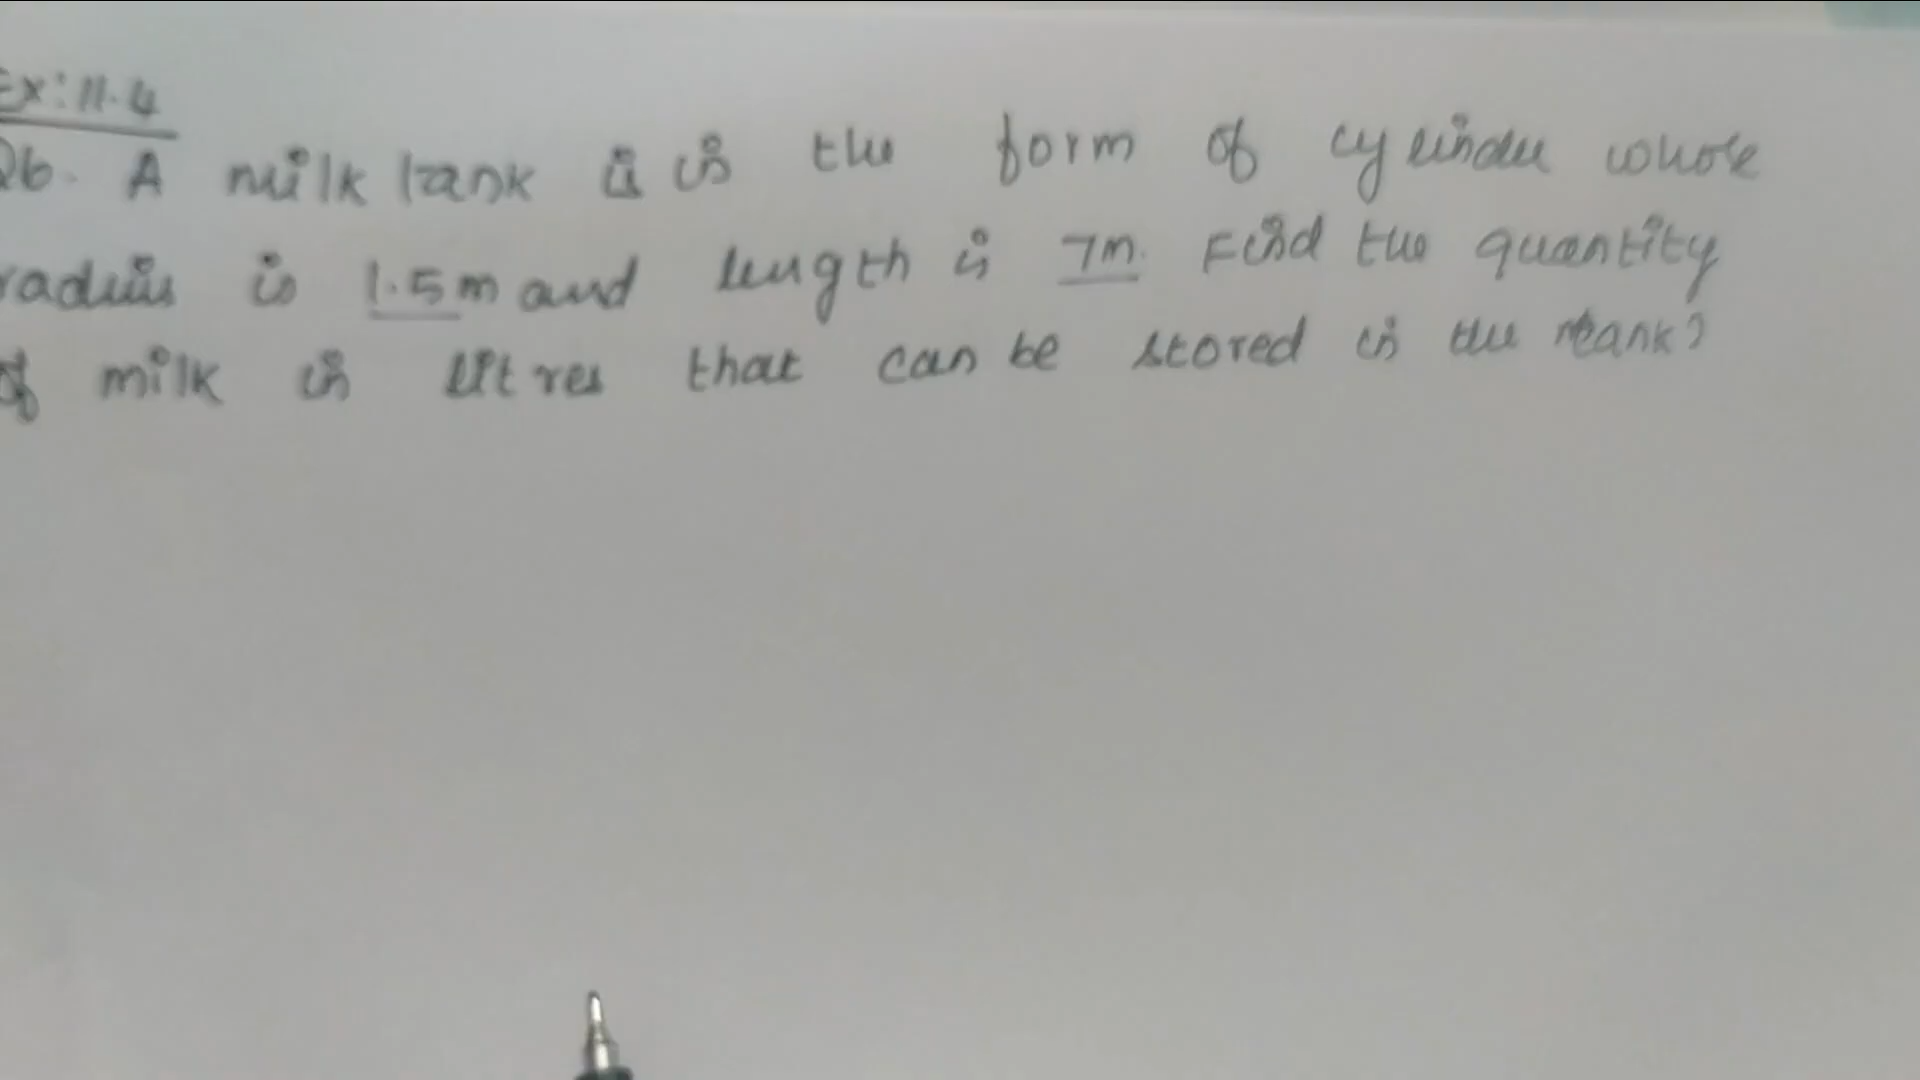 Ex: 11.4
Q6. A milk tank is in the form of cylinder whose
radius is 1.5m and length is 7m. Find the quantity
of milk in litres that can be stored in the tank?